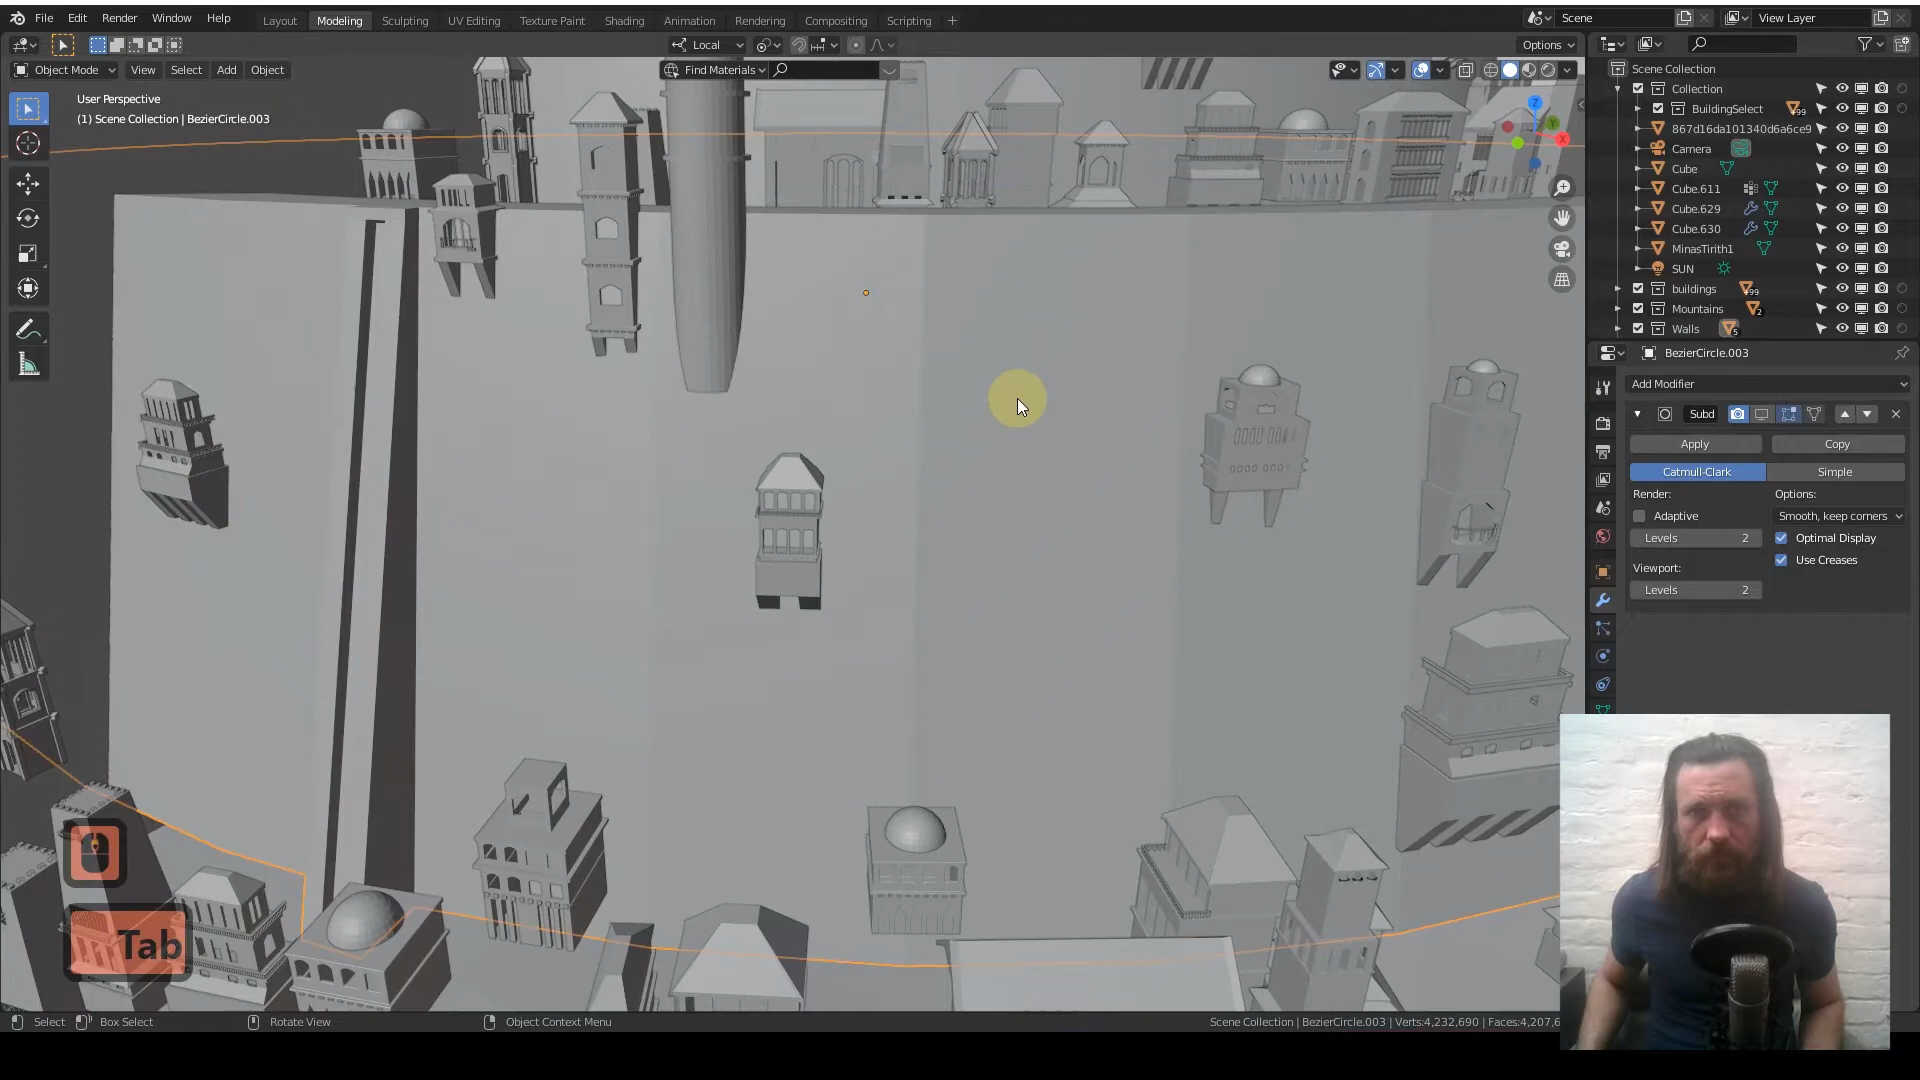 File Edit Render Window Help
Layout Modeling Sculpting UV Editing Texture Paint Shading Animation Rendering Compositing Scripting +
Scene
View Layer
Local
Options
Object Mode View Select Add Object
Find Materials
User Perspective
(1) Scene Collection | BezierCircle.003
Z
Y
X
Scene Collection
Collection
BuildingSelect
+99
867d16da101340d6a6ce9
Camera
Cube
Cube.611
Cube.629
Cube.630
MinasTirith1
SUN
buildings
+99
Mountains
2
Walls
5
BezierCircle.003
Add Modifier
Subd
Apply Copy
Catmull-Clark Simple
Render: Options:
Adaptive Smooth, keep corners
Levels 2 Optimal Display
Use Creases
Viewport:
Levels 2
Tab
Select Box Select Rotate View Object Context Menu
Scene Collection | BezierCircle.003 | Verts:4,232,690 | Faces:4,207,6